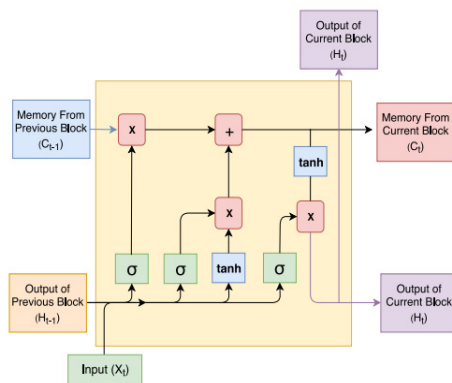 Output of
Current Block
(Ht)
Memory From
Previous Block
(Ct-1)
x
+
Memory From
Current Block
(Ct)
tanh
x
x
σ
σ
tanh
σ
Output of
Previous Block
(Ht-1)
Output of
Current Block
(Ht)
Input (Xt)